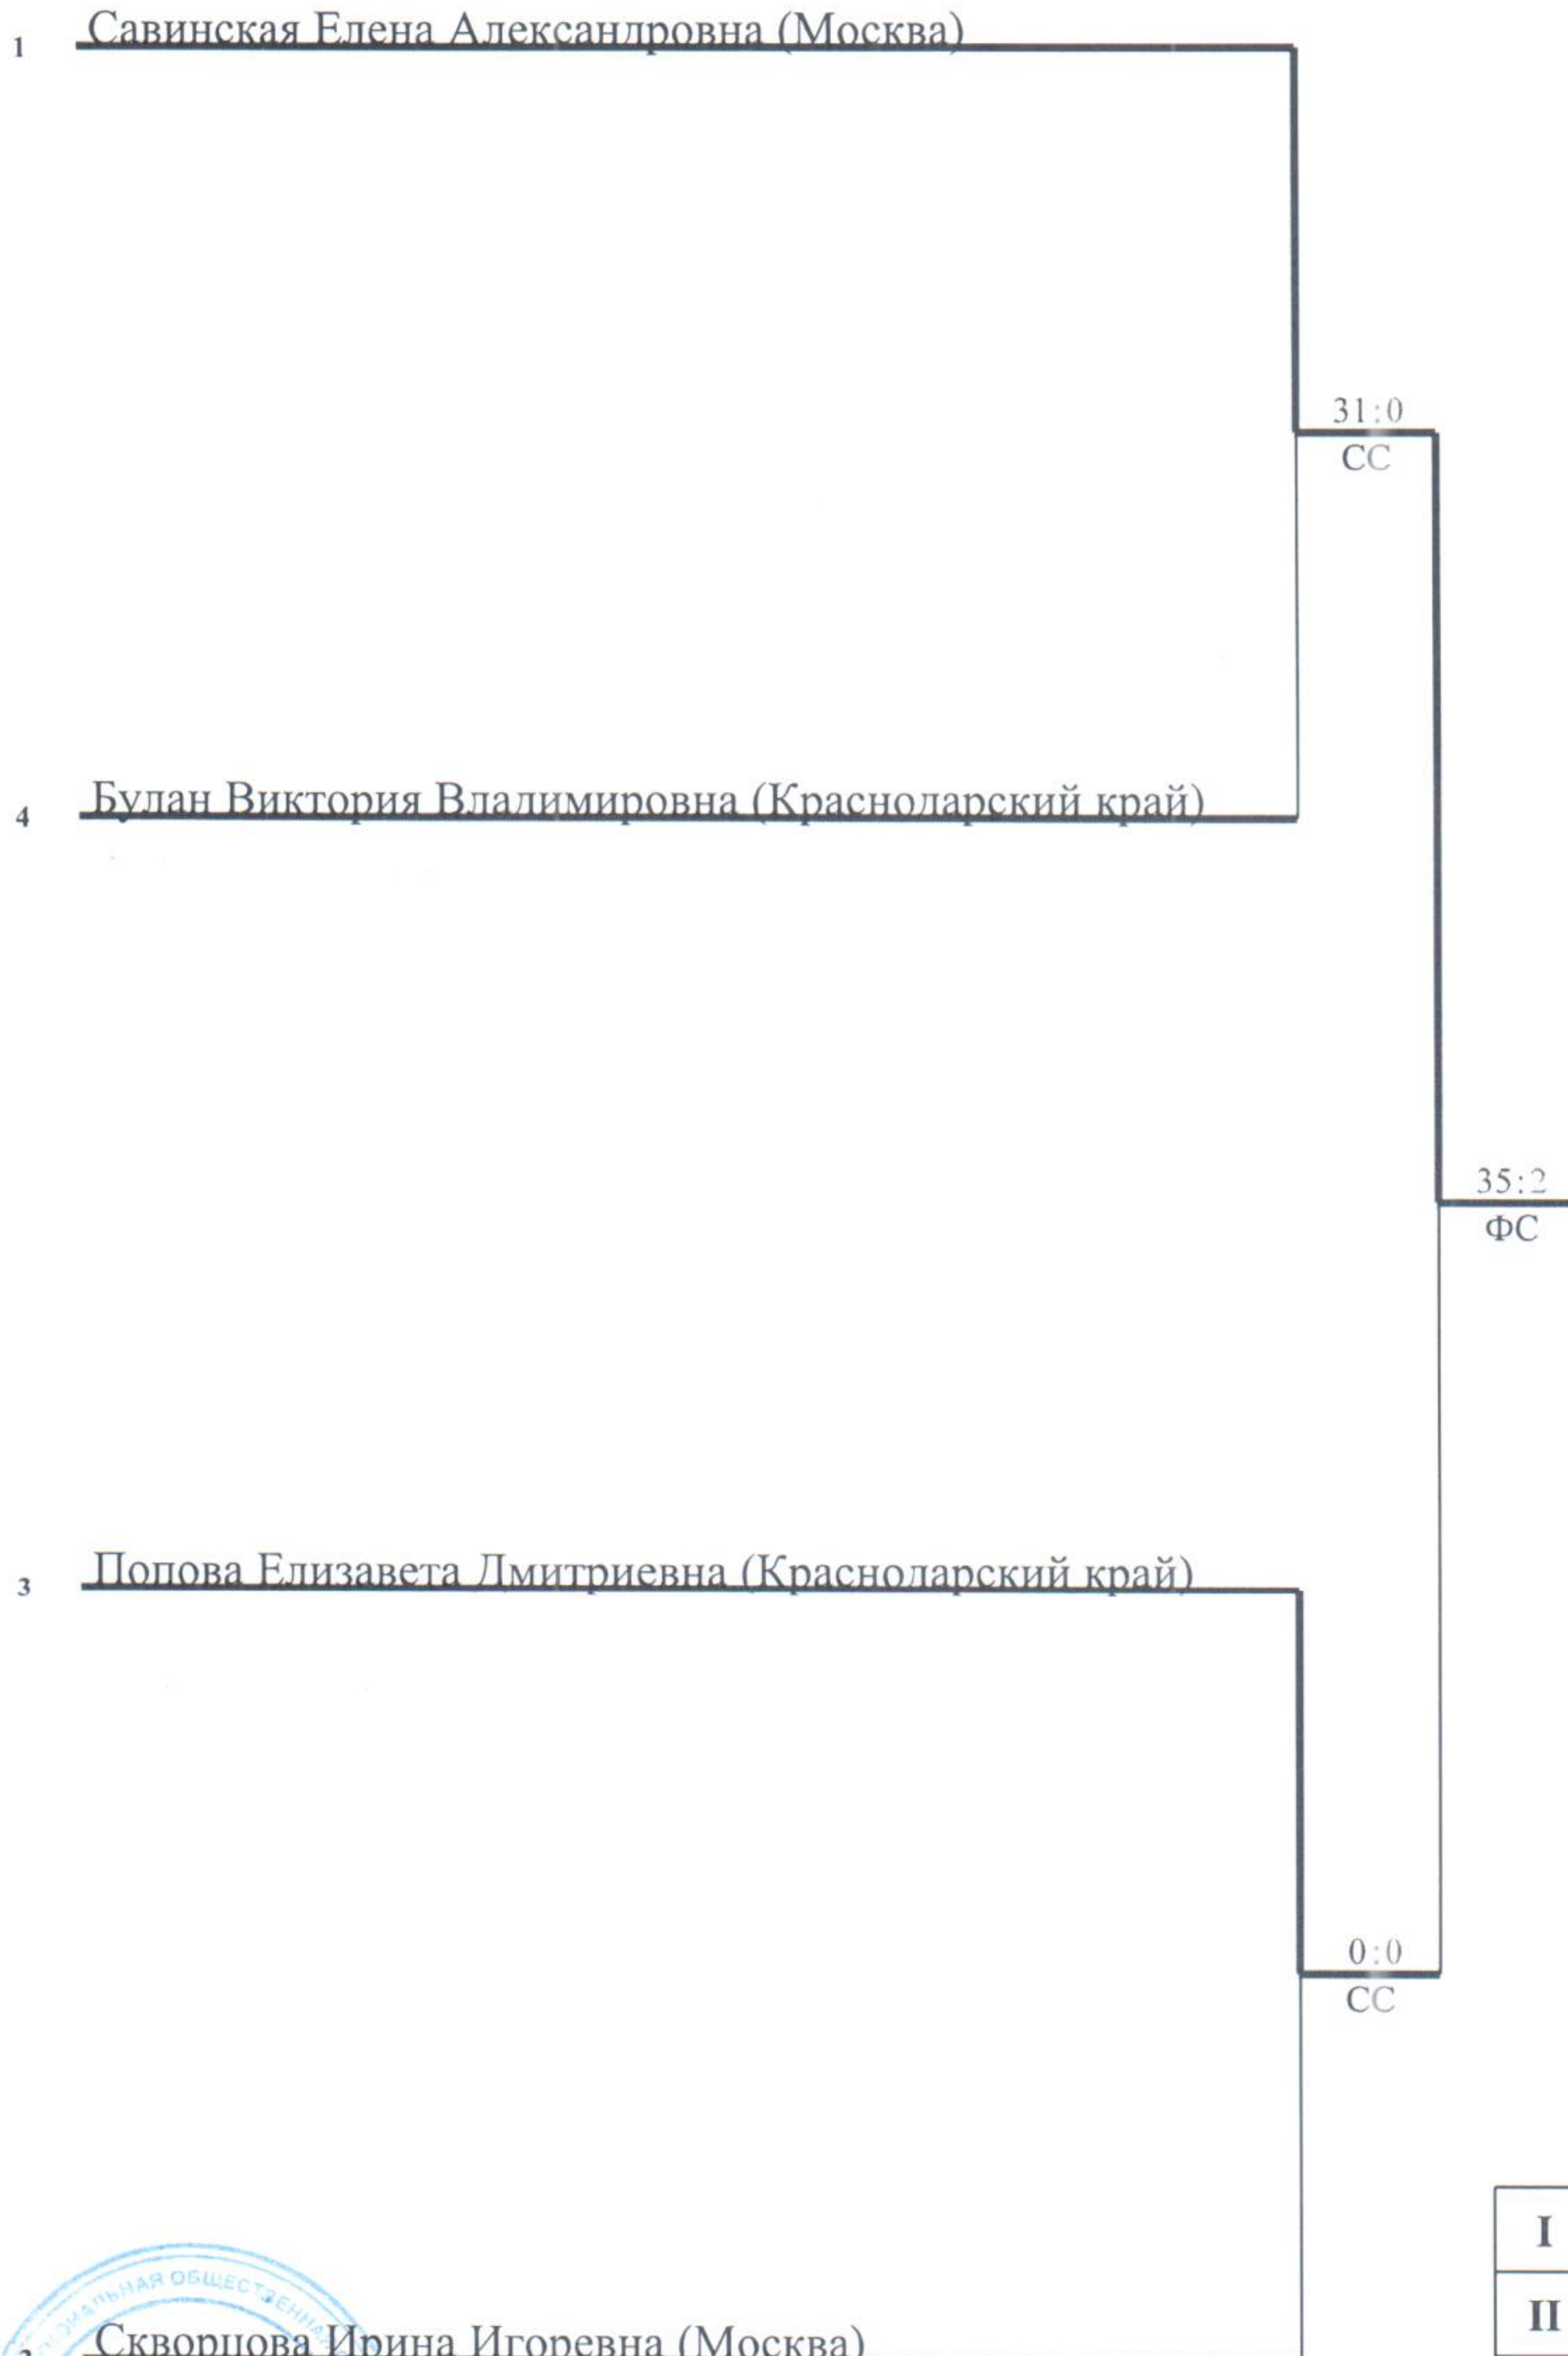 1 Савинская Елена Александровна (Москва)
31:0
СС
4 Булан Виктория Владимировна (Краснодарский край)
35:2
ФС
3 Попова Елизавета Дмитриевна (Краснодарский край)
0:0
СС
I
ОБЩЕСТВЕННАЯ
II
Скворцова Ирина Игоревна (Москва)